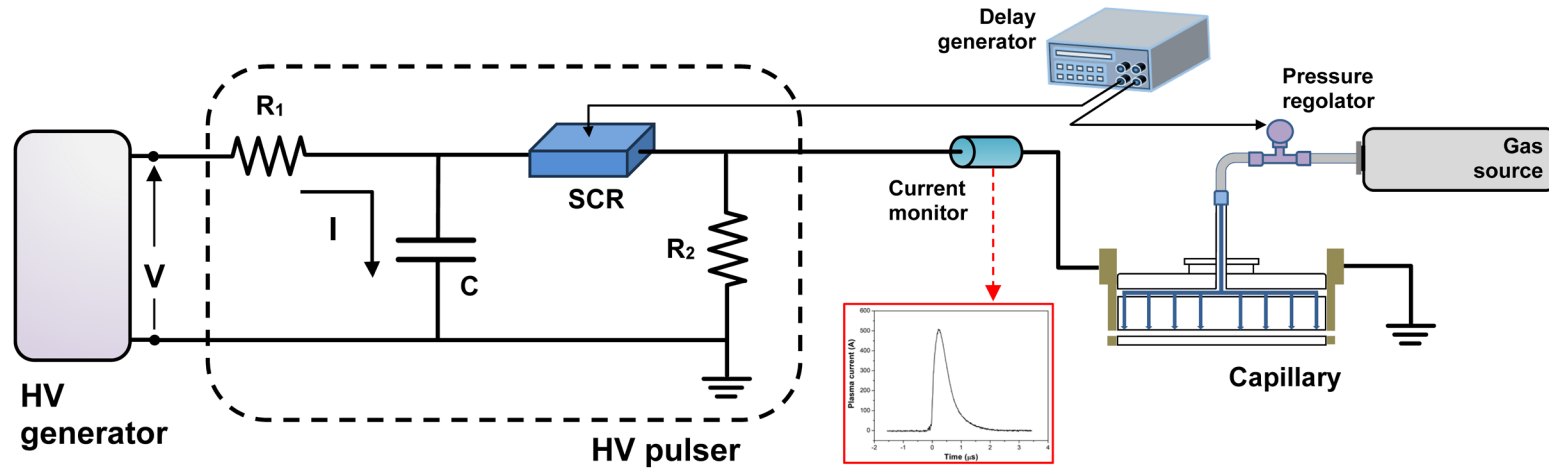 Delay
generator
Pressure
regolator
Gas
source
R1
SCR
Current
monitor
I
V
C
R2
HV
generator
HV pulser
Capillary
Plasma current (A)
600
500
400
300
200
100
0
-2 -1 0 1 2 3 4
Time (μs)